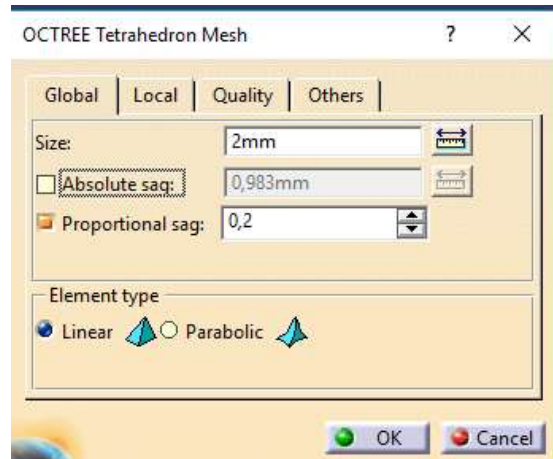 OCTREE Tetrahedron Mesh ? ×
Global Local Quality Others
Size: 2mm
Absolute sag: 0,983mm
Proportional sag: 0,2
Element type
Linear Parabolic
OK Cancel